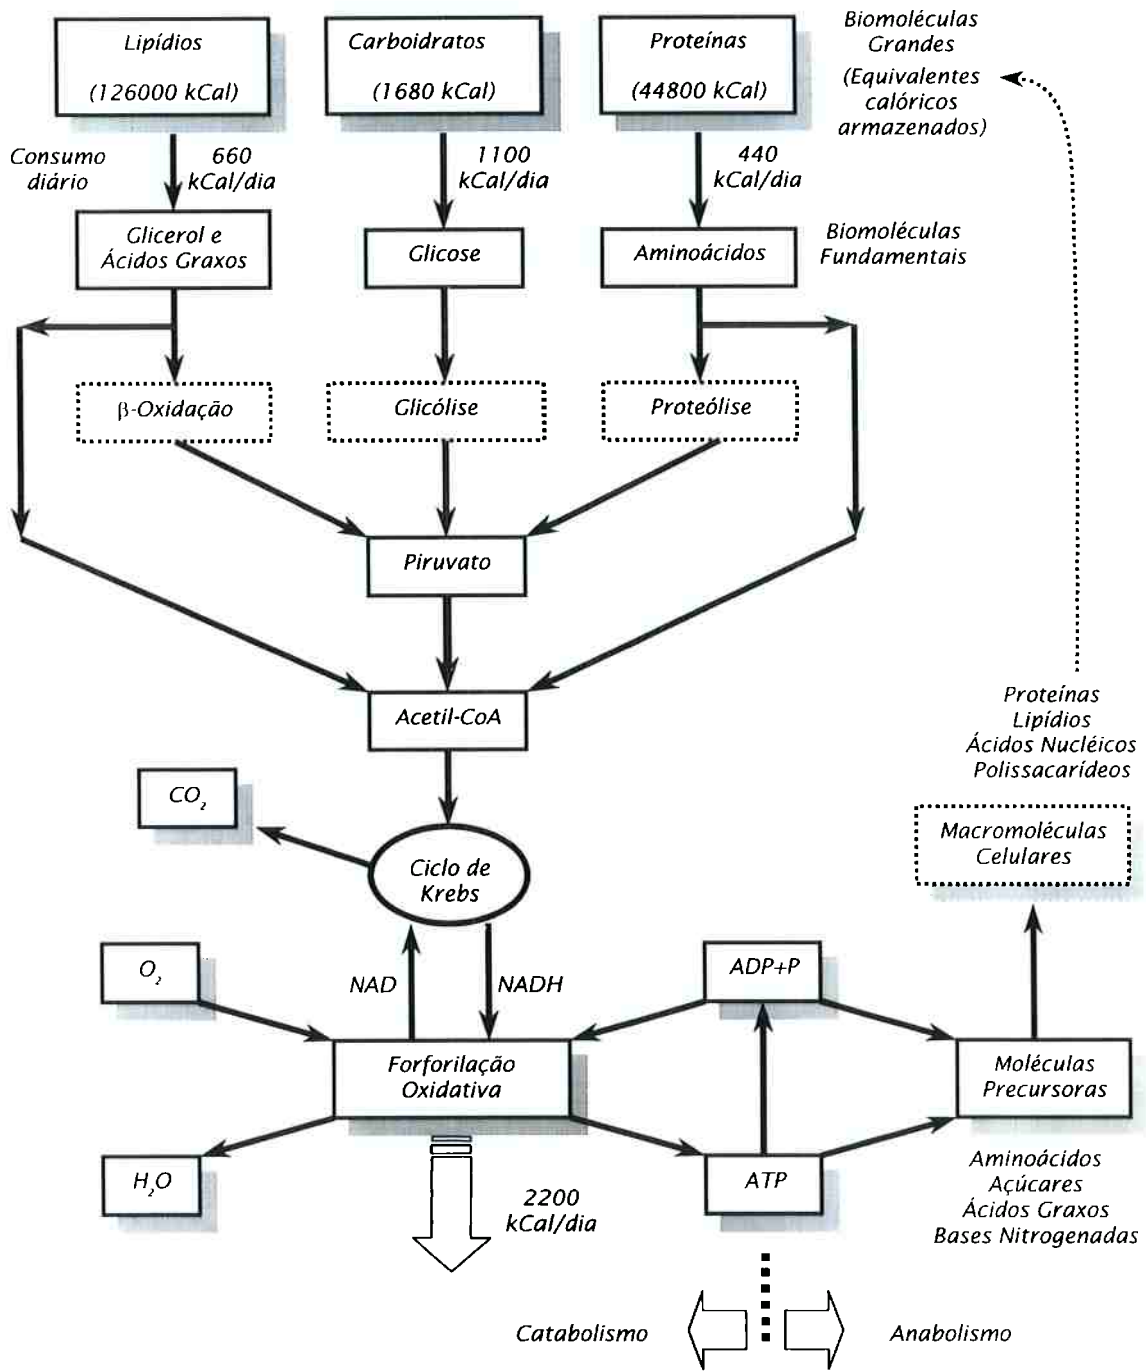 Lipídios
(126000 kCal)
Carboidratos
(1680 kCal)
Proteínas
(44800 kCal)
Biomoléculas
Grandes
(Equivalentes
calóricos
armazenados)
Consumo
diário
660
kCal/dia
1100
kCal/dia
440
kCal/dia
Glicerol e
Ácidos Graxos
Glicose
Aminoácidos
Biomoléculas
Fundamentais
β-Oxidação
Glicólise
Proteólise
Piruvato
Acetil-CoA
Proteínas
Lipídios
Ácidos Nucléicos
Polissacarídeos
CO₂
Ciclo de
Krebs
Macromoléculas
Celulares
O₂
NAD
NADH
ADP+P
Forforilação
Oxidativa
Moléculas
Precursoras
H₂O
2200
kCal/dia
ATP
Aminoácidos
Açúcares
Ácidos Graxos
Bases Nitrogenadas
Catabolismo
Anabolismo